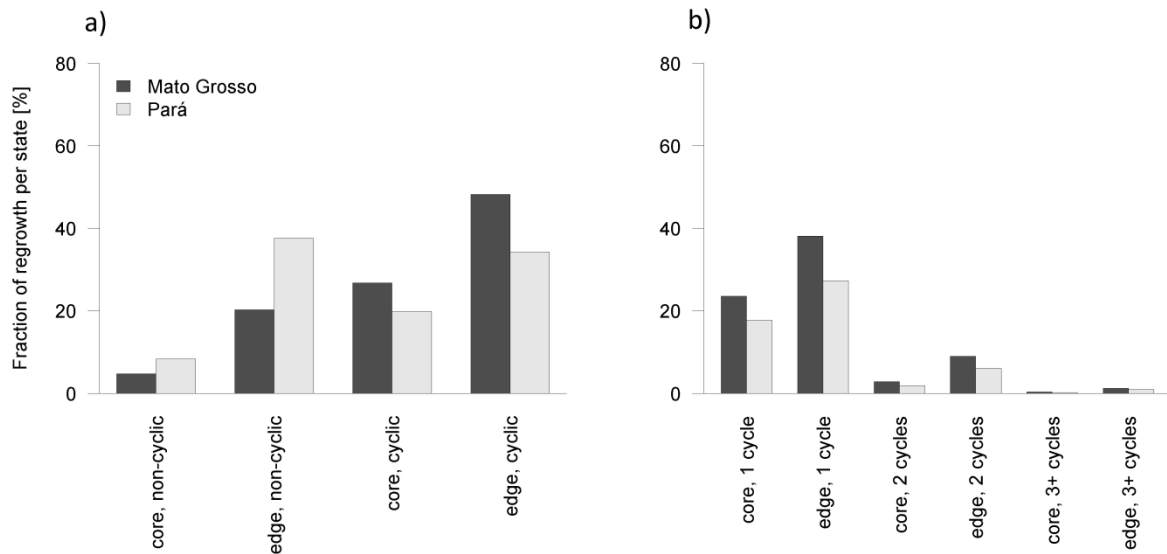 a)
Fraction of regrowth per state [%]
80
60
40
20
0
Mato Grosso
Pará
core, non-cyclic
edge, non-cyclic
core, cyclic
edge, cyclic
b)
80
60
40
20
0
core, 1 cycle
edge, 1 cycle
core, 2 cycles
edge, 2 cycles
core, 3+ cycles
edge, 3+ cycles